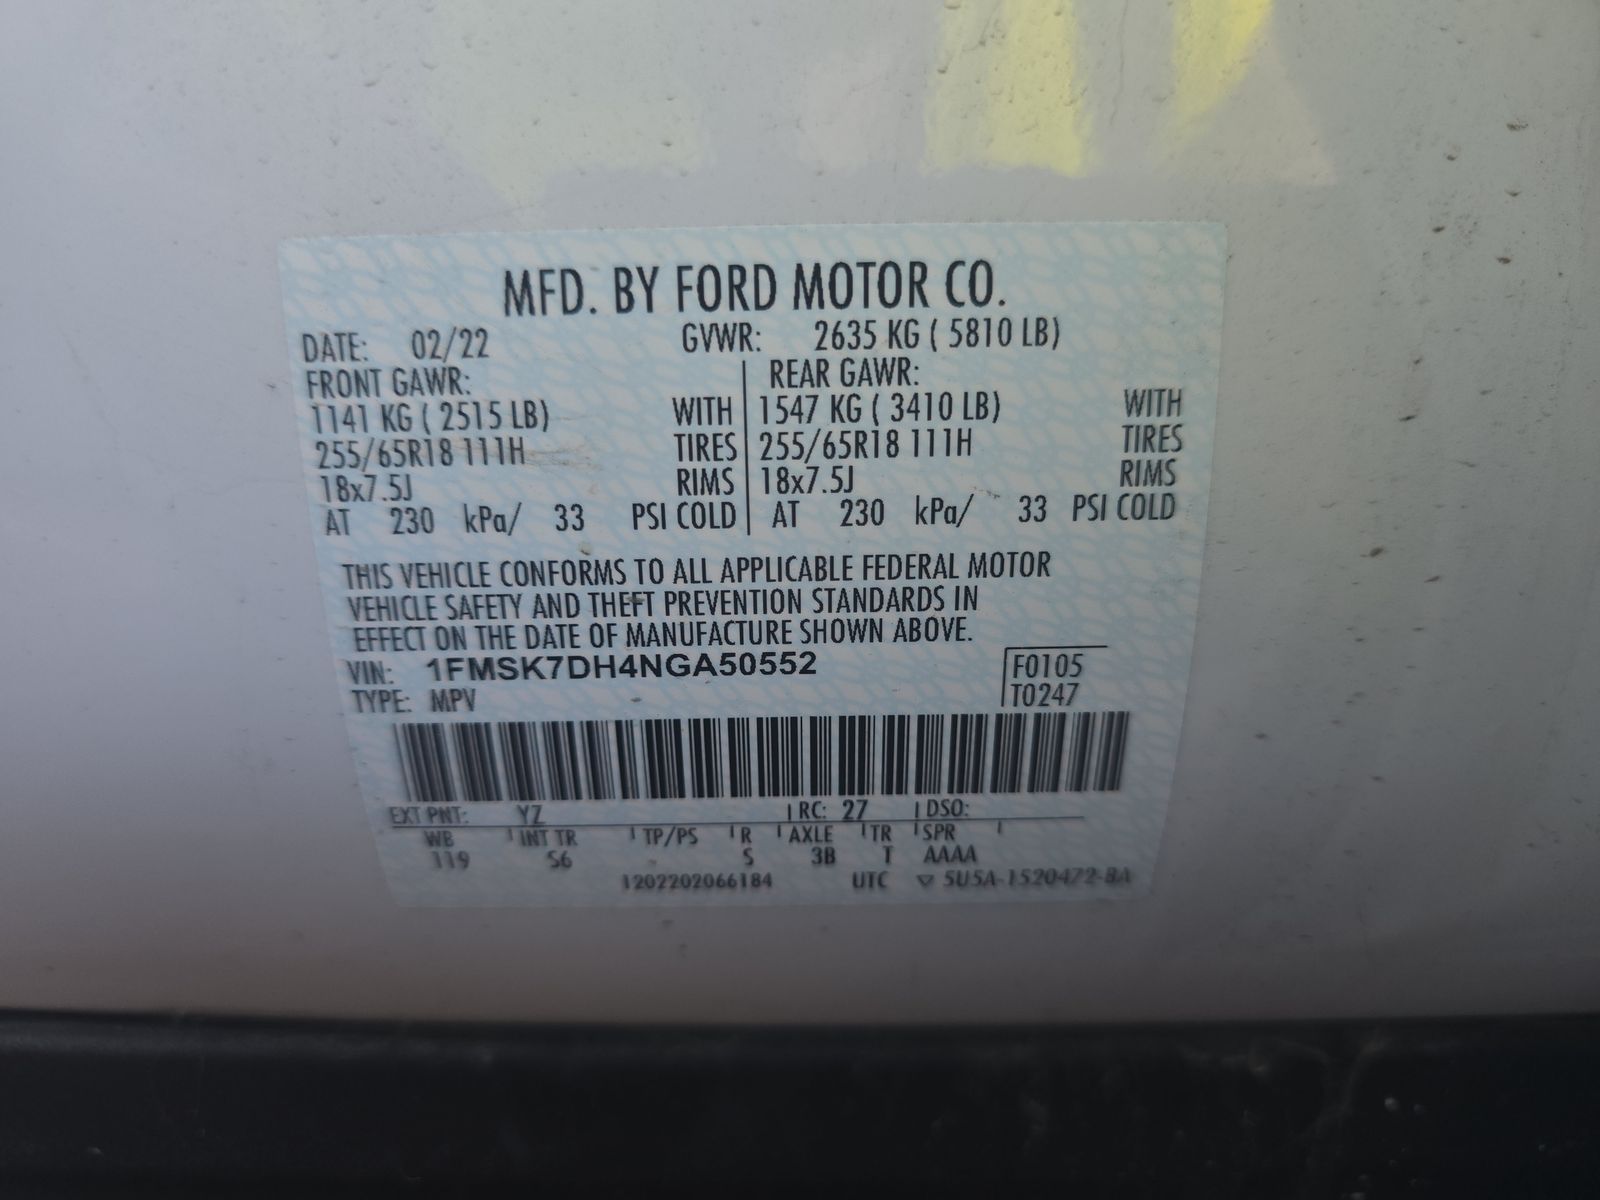 MFD. BY FORD MOTOR CO.
DATE: 02/22 GVWR: 2635 KG ( 5810 LB)
FRONT GAWR: REAR GAWR:
1141 KG ( 2515 LB) WITH 1547 KG ( 3410 LB) WITH
255/65R18 111H TIRES 255/65R18 111H TIRES
18x7.5J RIMS 18x7.5J RIMS
AT 230 kPa/ 33 PSI COLD AT 230 kPa/ 33 PSI COLD
THIS VEHICLE CONFORMS TO ALL APPLICABLE FEDERAL MOTOR
VEHICLE SAFETY AND THEFT PREVENTION STANDARDS IN
EFFECT ON THE DATE OF MANUFACTURE SHOWN ABOVE.
VIN: 1FMSK7DH4NGA50552 F0105
TYPE: MPV T0247
EXT PNT: YZ RC: 27 DSO:
WB INT TR TP/PS R AXLE TR SPR
119 S6 S 3B T AAAA
1202202066184 UTC ▽ 5U5A-1520472-BA